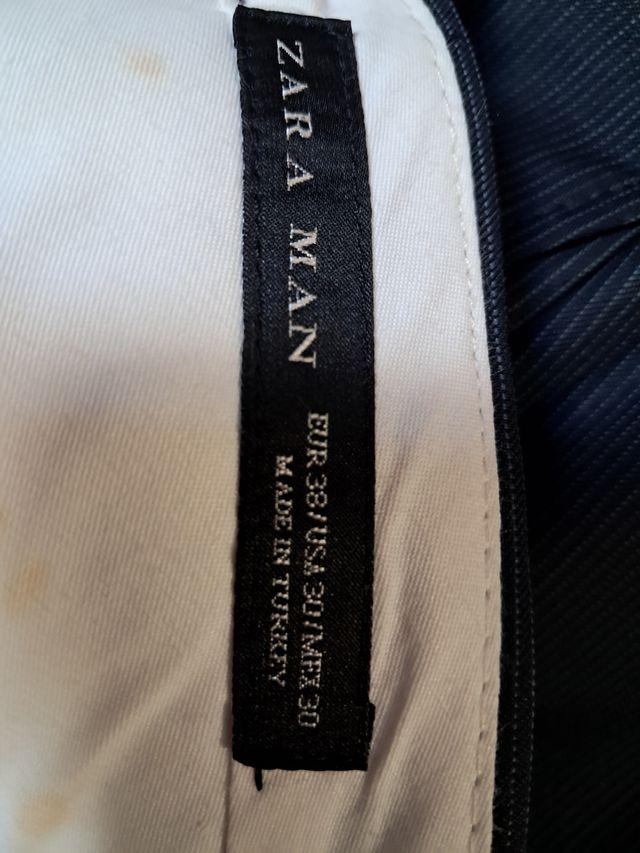 ZARA MAN
EUR 38/USA 30/MEX 30
MADE IN TURKEY